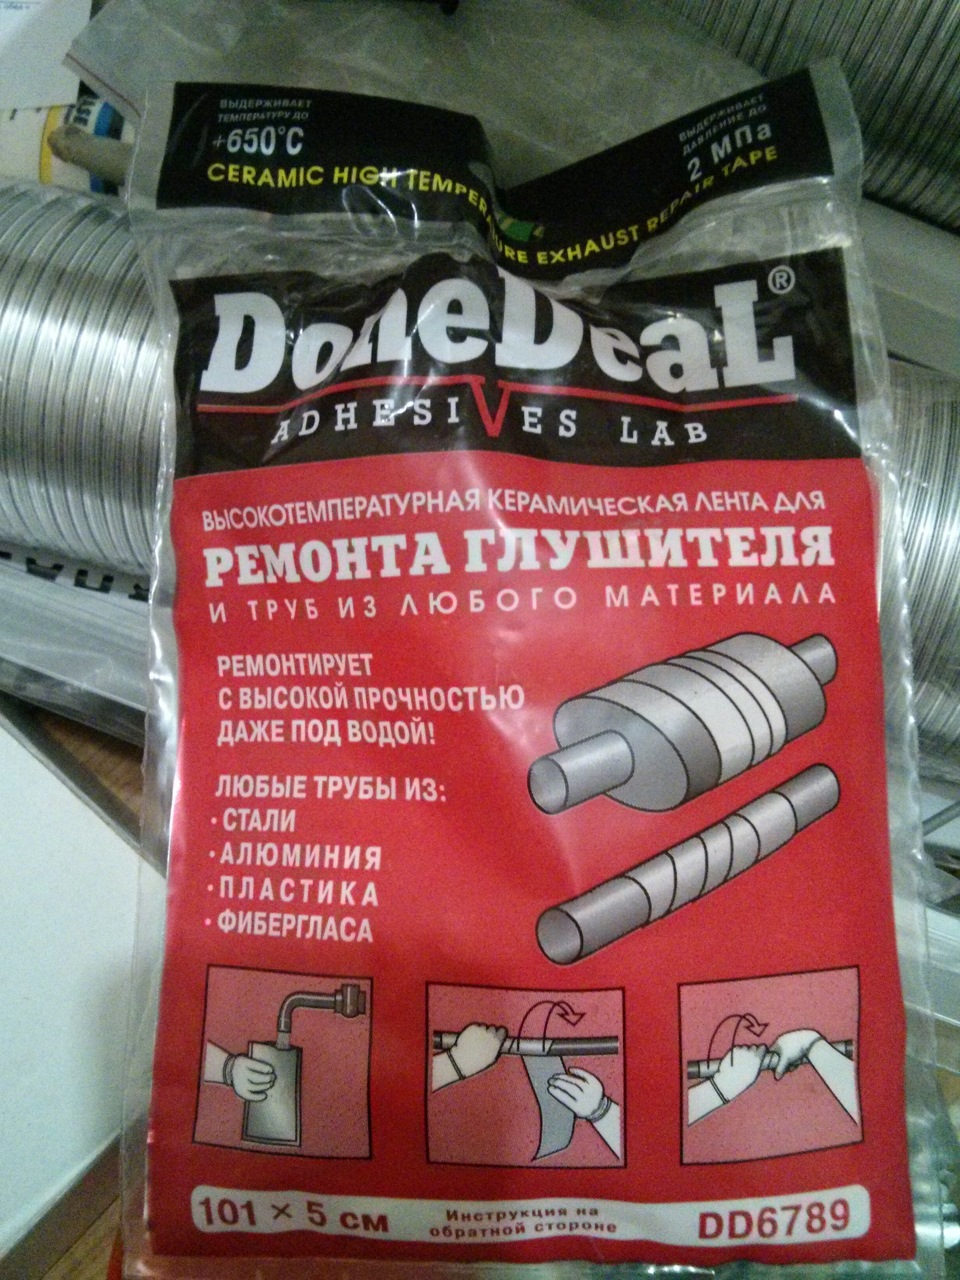 ВЫДЕРЖИВАЕТ
ТЕМПЕРАТУРУ ДО
+650°C
ВЫДЕРЖИВАЕТ
ДАВЛЕНИЕ ДО
2 МПа
CERAMIC HIGH TEMPERATURE EXHAUST REPAIR TAPE
DoneDeaL®
ADHESIVES LAB
ВЫСОКОТЕМПЕРАТУРНАЯ КЕРАМИЧЕСКАЯ ЛЕНТА ДЛЯ
РЕМОНТА ГЛУШИТЕЛЯ
И ТРУБ ИЗ ЛЮБОГО МАТЕРИАЛА
РЕМОНТИРУЕТ
С ВЫСОКОЙ ПРОЧНОСТЬЮ
ДАЖЕ ПОД ВОДОЙ!
ЛЮБЫЕ ТРУБЫ ИЗ:
· СТАЛИ
· АЛЮМИНИЯ
· ПЛАСТИКА
· ФИБЕРГЛАСА
101 × 5 см
Инструкция на
обратной стороне
DD6789